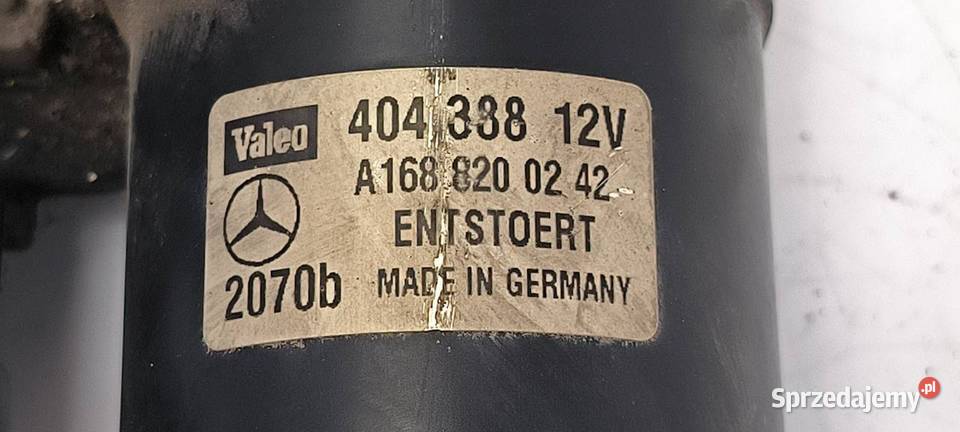 Valeo 404 388 12V
A168 820 02 42
ENTSTOERT
2070b MADE IN GERMANY
Sprzedajemy.pl